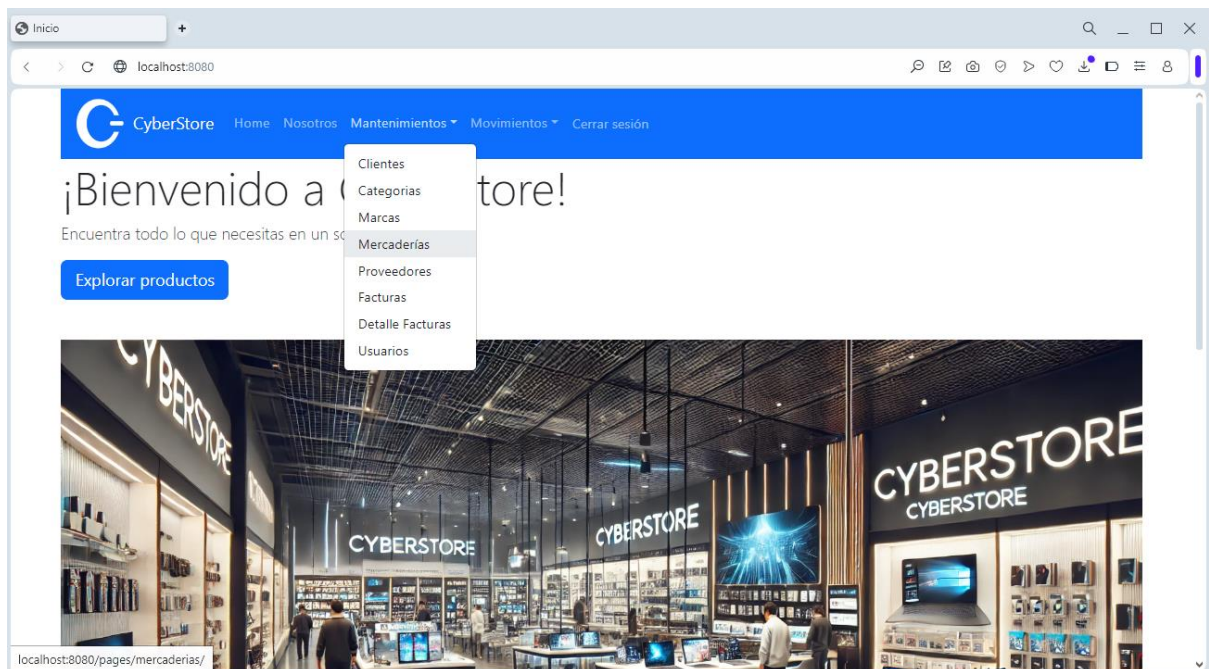 Inicio
localhost:8080
CyberStore Home Nosotros Mantenimientos Movimientos Cerrar sesión
Clientes
Categorias
Marcas
Mercaderías
Proveedores
Facturas
Detalle Facturas
Usuarios
¡Bienvenido a C tore!
Encuentra todo lo que necesitas en un so
Explorar productos
CYBERSTORE
CYBERSTORE
CYBERSTORE
CYBERSTORE
CYBERSTORE
localhost:8080/pages/mercaderias/